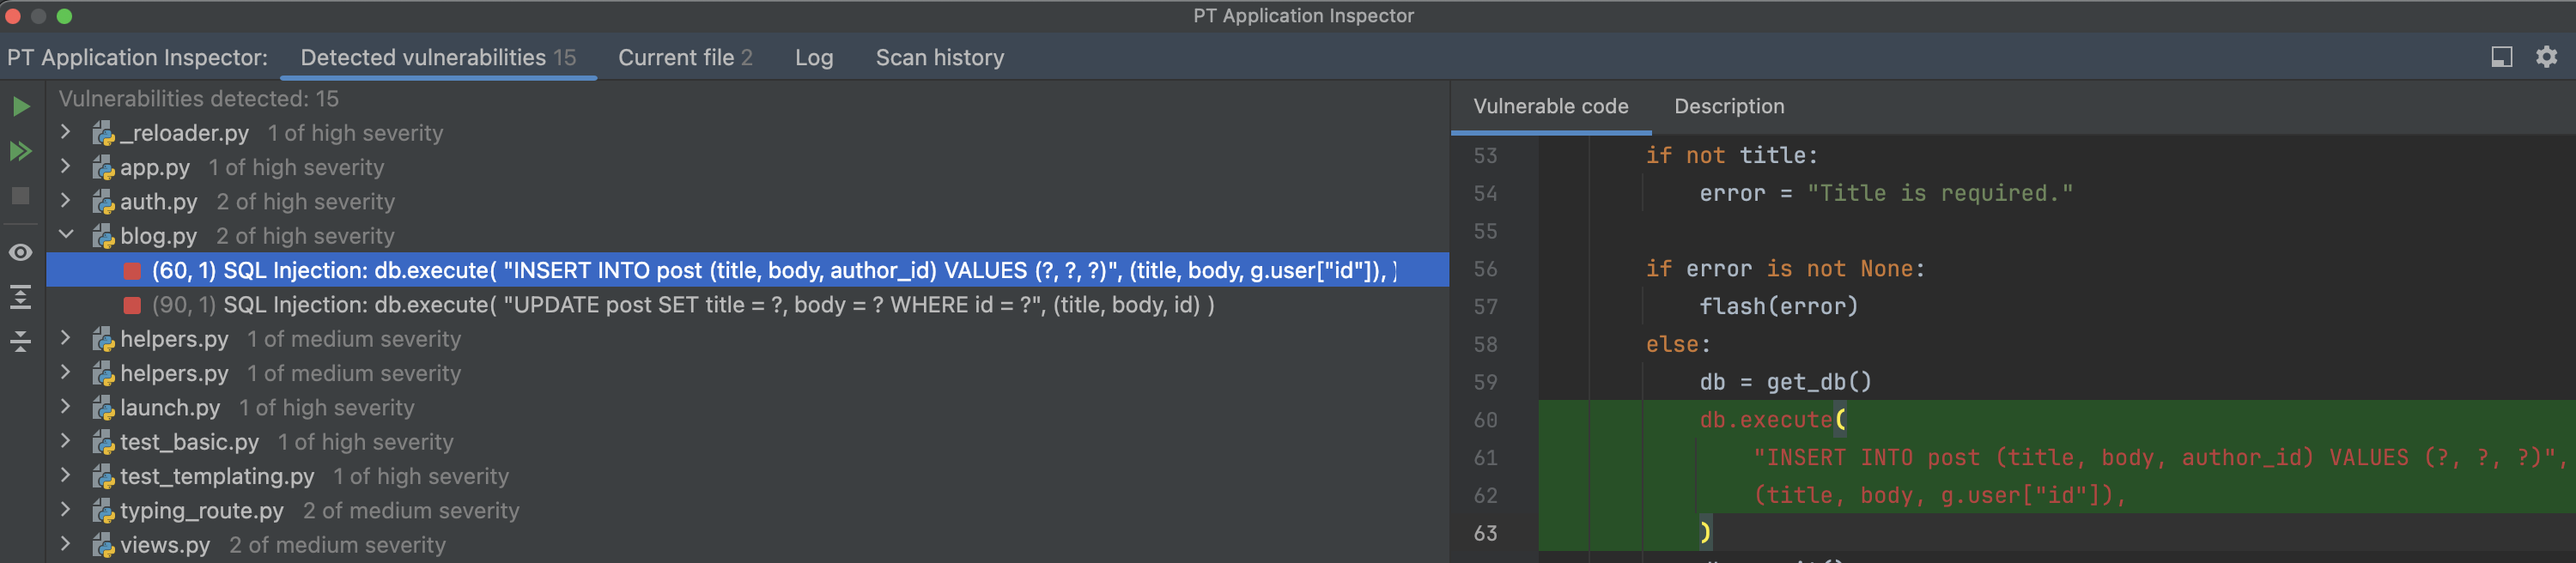 PT Application Inspector
PT Application Inspector: Detected vulnerabilities 15 Current file 2 Log Scan history
Vulnerabilities detected: 15
_reloader.py 1 of high severity
app.py 1 of high severity
auth.py 2 of high severity
blog.py 2 of high severity
(60, 1) SQL Injection: db.execute( "INSERT INTO post (title, body, author_id) VALUES (?, ?, ?)", (title, body, g.user["id"]), )
(90, 1) SQL Injection: db.execute( "UPDATE post SET title = ?, body = ? WHERE id = ?", (title, body, id) )
helpers.py 1 of medium severity
helpers.py 1 of medium severity
launch.py 1 of high severity
test_basic.py 1 of high severity
test_templating.py 1 of high severity
typing_route.py 2 of medium severity
views.py 2 of medium severity
Vulnerable code Description
53 if not title:
54 error = "Title is required."
55
56 if error is not None:
57 flash(error)
58 else:
59 db = get_db()
60 db.execute(
61 "INSERT INTO post (title, body, author_id) VALUES (?, ?, ?)",
62 (title, body, g.user["id"]),
63 )